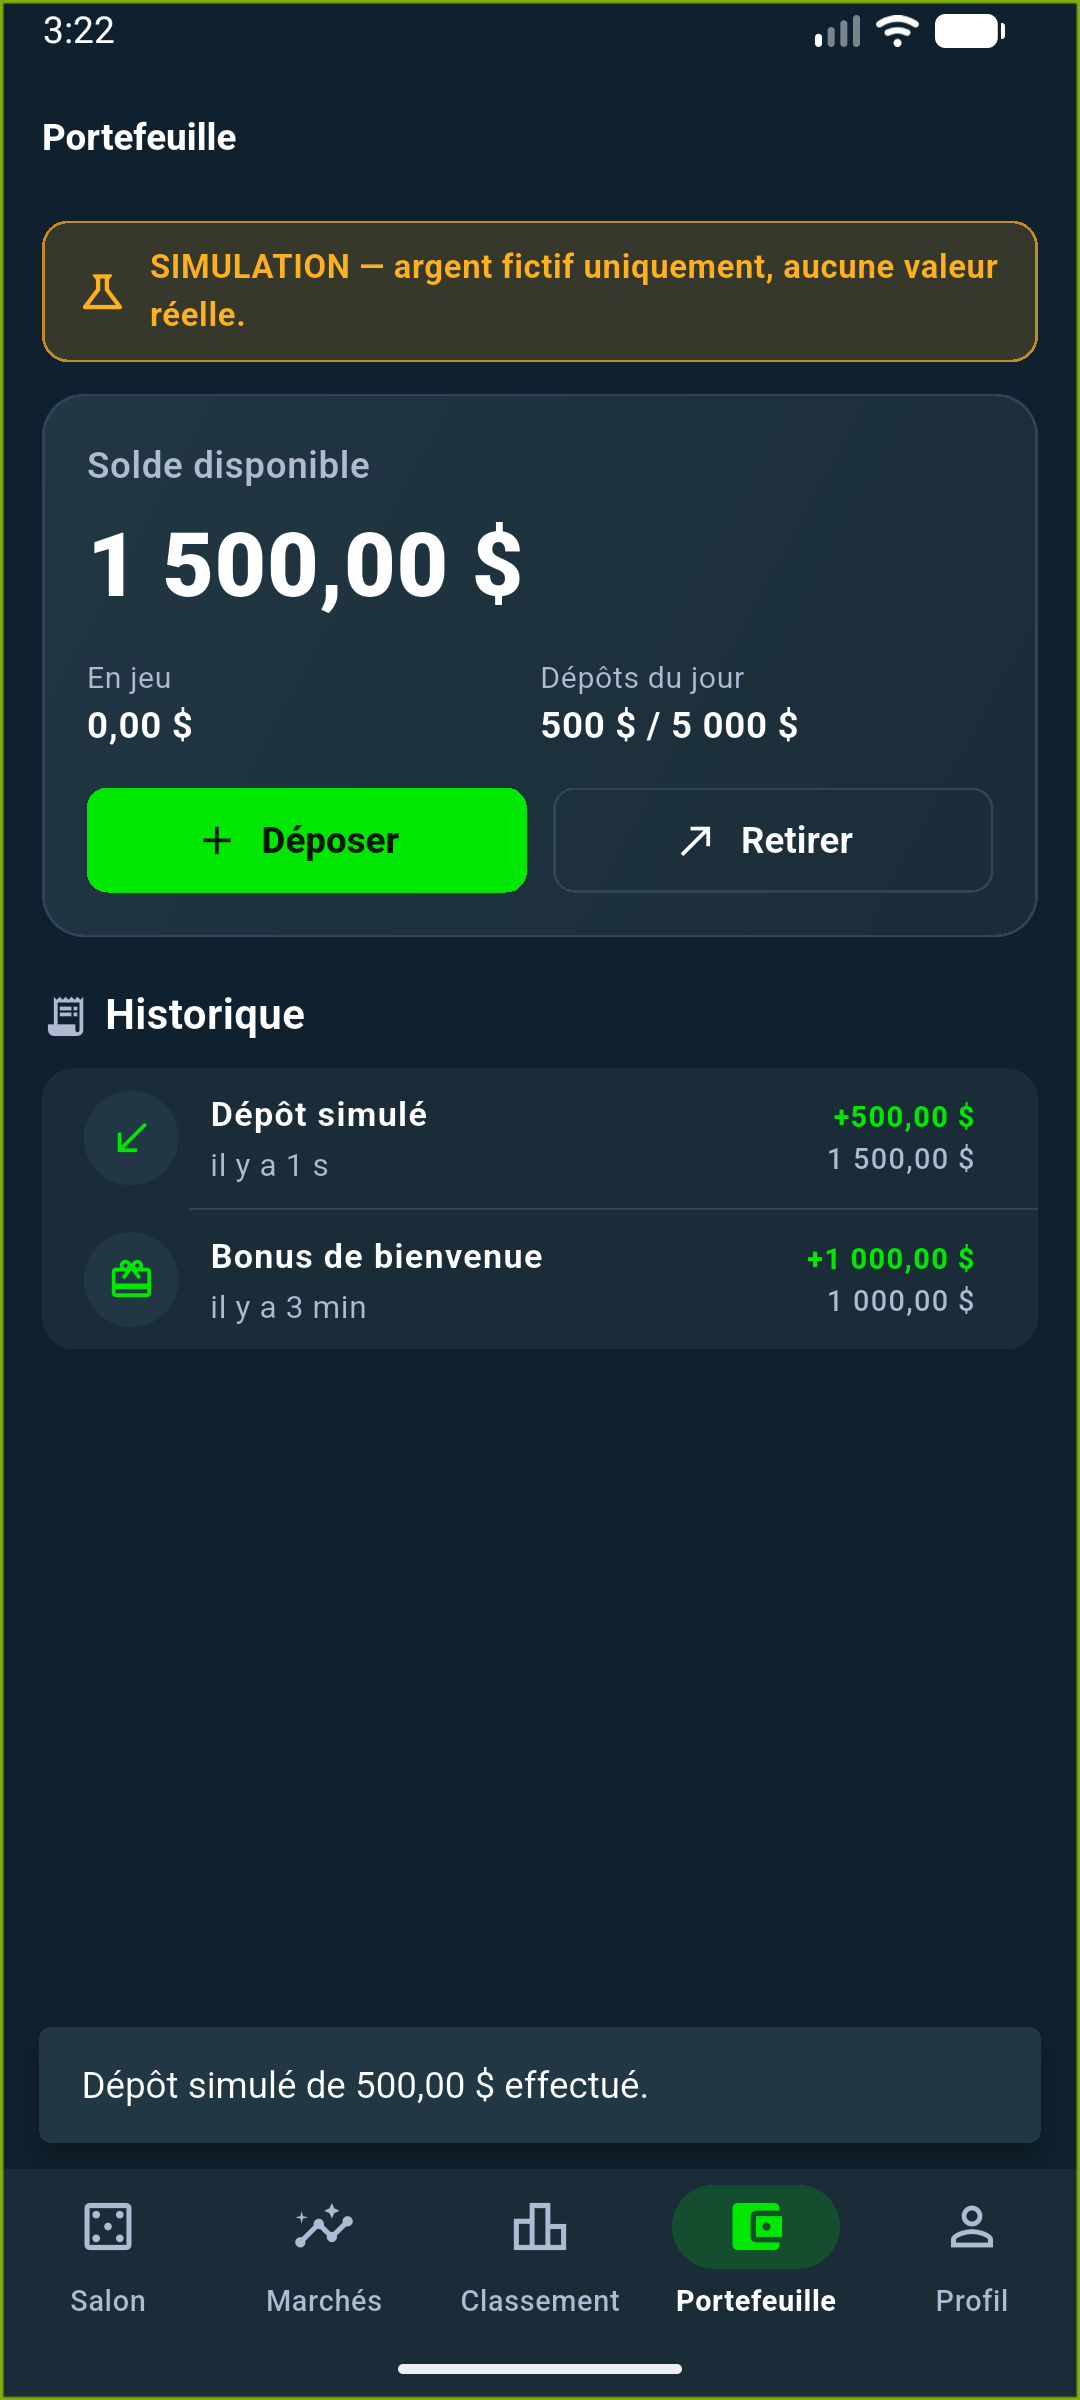 3:22
Portefeuille
SIMULATION — argent fictif uniquement, aucune valeur
réelle.
Solde disponible
1 500,00 $
En jeu
Dépôts du jour
0,00 $
500 $ / 5 000 $
Déposer
Retirer
Historique
Dépôt simulé
+500,00 $
il y a 1 s
1 500,00 $
Bonus de bienvenue
+1 000,00 $
il y a 3 min
1 000,00 $
Dépôt simulé de 500,00 $ effectué.
Salon
Marchés
Classement
Portefeuille
Profil